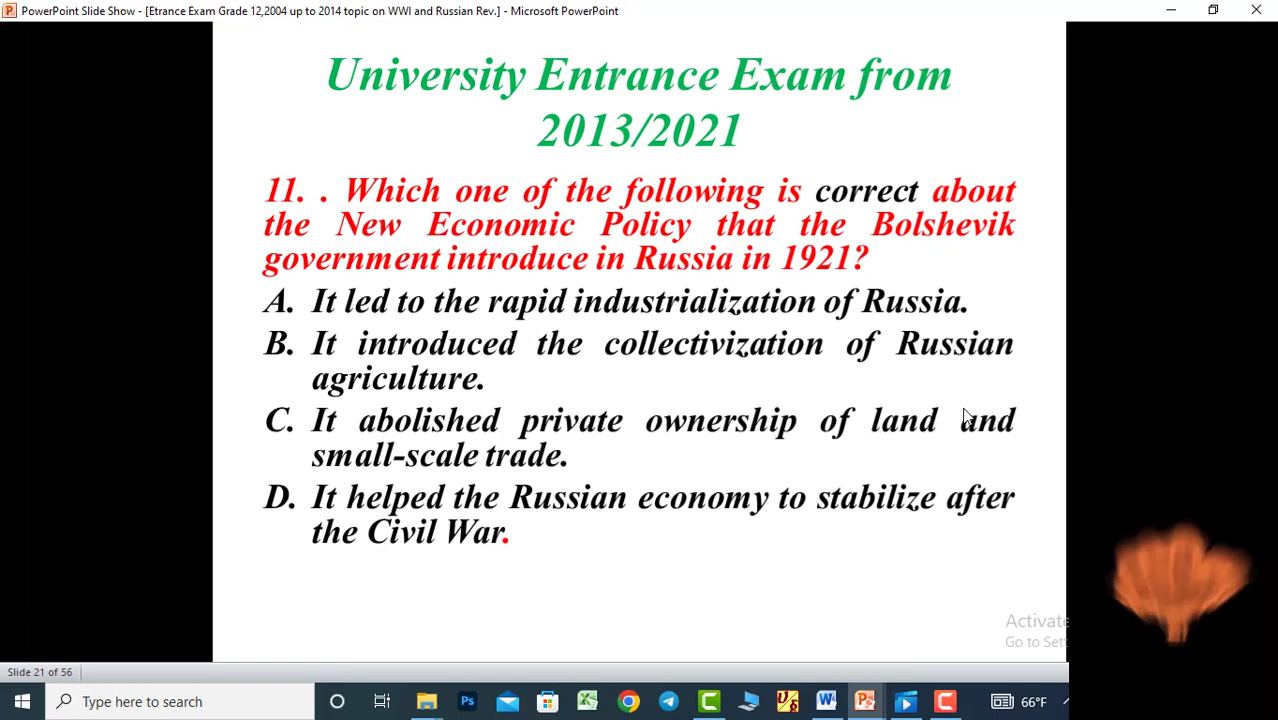 PowerPoint Slide Show - [Etrance Exam Grade 12,2004 up to 2014 topic on WWI and Russian Rev.] - Microsoft PowerPoint
University Entrance Exam from
2013/2021
11. . Which one of the following is correct about
the New Economic Policy that the Bolshevik
government introduce in Russia in 1921?
A. It led to the rapid industrialization of Russia.
B. It introduced the collectivization of Russian
agriculture.
C. It abolished private ownership of land and
small-scale trade.
D. It helped the Russian economy to stabilize after
the Civil War.
Activate
Go to Sett
Slide 21 of 56
Type here to search
Ps
W
P
66°F